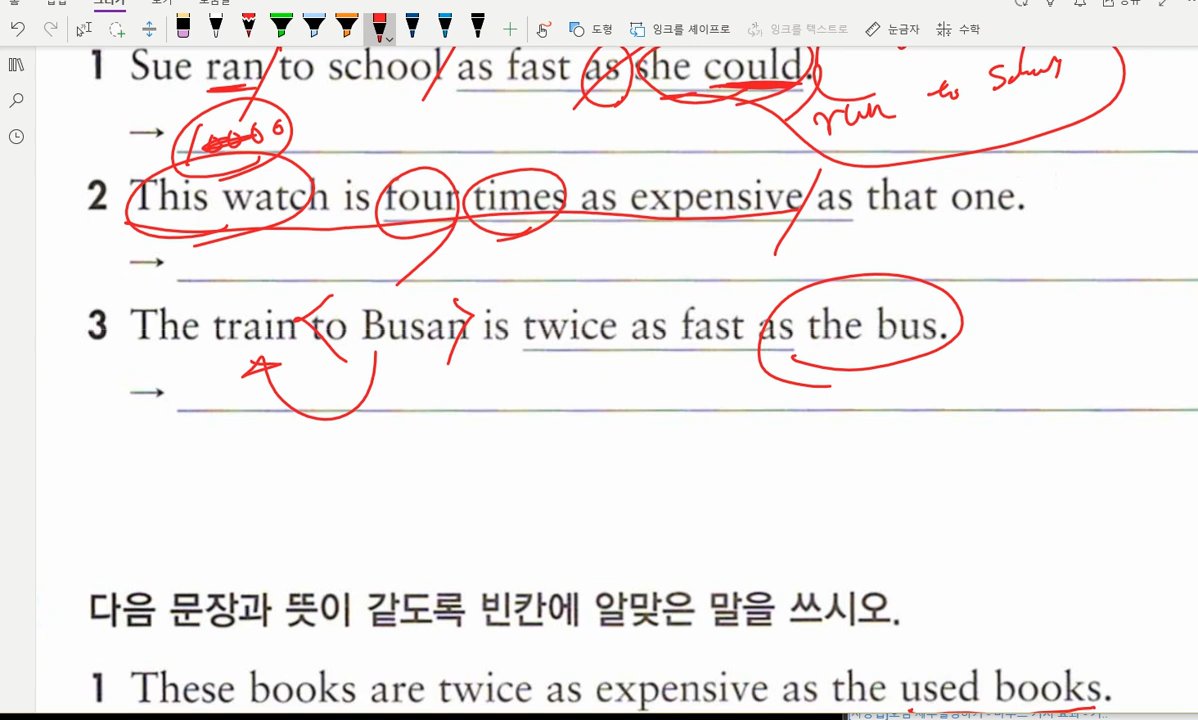 도형 잉크를 셰이프로 잉크를 텍스트로 눈금자 수학
1 Sue ran to school as fast as she could.
run to school
→
2 This watch is four times as expensive as that one.
→
3 The train to Busan is twice as fast as the bus.
→
다음 문장과 뜻이 같도록 빈칸에 알맞은 말을 쓰시오.
1 These books are twice as expensive as the used books.